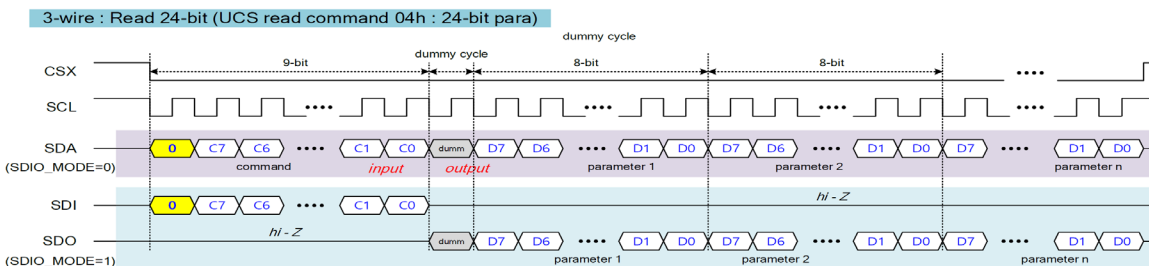 3-wire : Read 24-bit (UCS read command 04h : 24-bit para)
dummy cycle
dummy cycle
CSX 9-bit 8-bit 8-bit ••••
SCL •••• •••• •••• ••••
SDA 0 C7 C6 •••• C1 C0 dumm D7 D6 •••• D1 D0 D7 D6 •••• D1 D0 D7 •••• D1 D0
(SDIO_MODE=0) command input output parameter 1 parameter 2 parameter n
SDI 0 C7 C6 •••• C1 C0 hi - Z
SDO hi - Z dumm D7 D6 •••• D1 D0 D7 D6 •••• D1 D0 D7 •••• D1 D0
(SDIO_MODE=1) parameter 1 parameter 2 parameter n